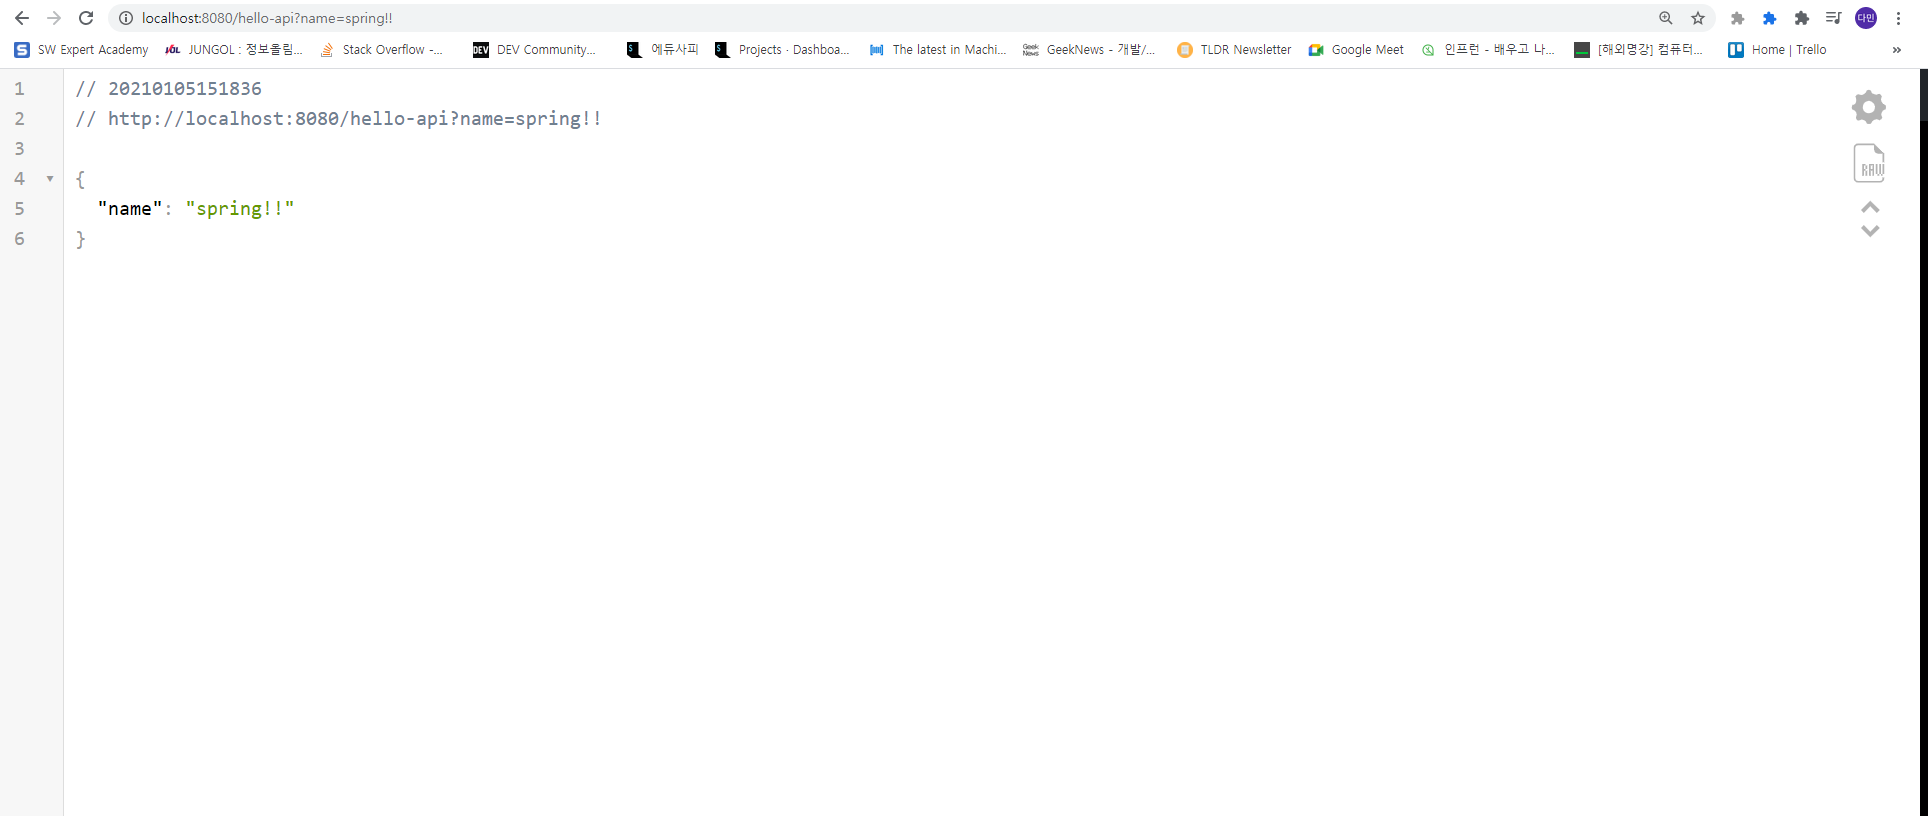 localhost:8080/hello-api?name=spring!!
다민
SW Expert Academy JUNGOL : 정보올림... Stack Overflow -... DEV DEV Community... 에듀사피 Projects · Dashboa... The latest in Machi... Geek News GeekNews - 개발/... TLDR Newsletter Google Meet 인프런 - 배우고 나... [해외명강] 컴퓨터... Home | Trello »
1 // 20210105151836
2 // http://localhost:8080/hello-api?name=spring!!
3
4 {
5 "name": "spring!!"
6 }
RAW